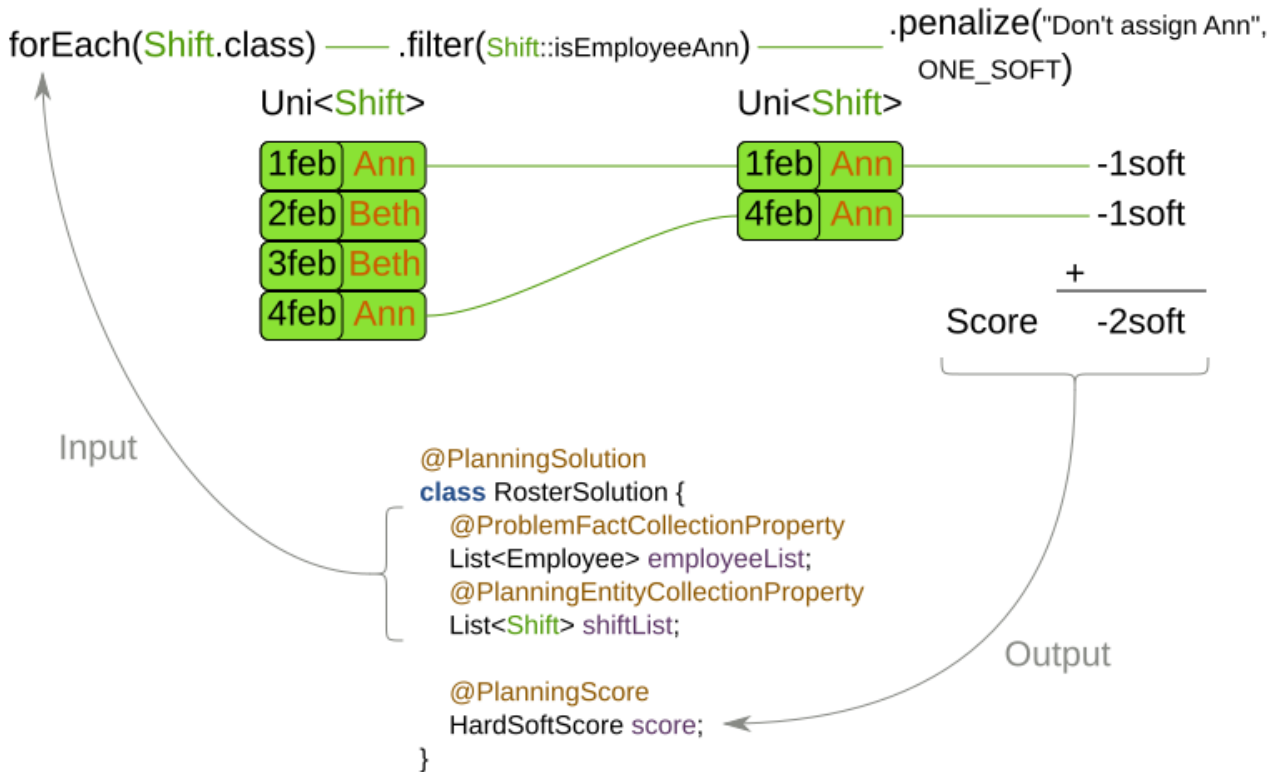 forEach(Shift.class) .filter(Shift::isEmployeeAnn) .penalize("Don't assign Ann",
ONE_SOFT)
Uni<Shift> Uni<Shift>
1feb Ann 1feb Ann -1soft
2feb Beth 4feb Ann -1soft
3feb Beth +
4feb Ann Score -2soft
Input
@PlanningSolution
class RosterSolution {
@ProblemFactCollectionProperty
List<Employee> employeeList;
@PlanningEntityCollectionProperty
List<Shift> shiftList;
Output
@PlanningScore
HardSoftScore score;
}